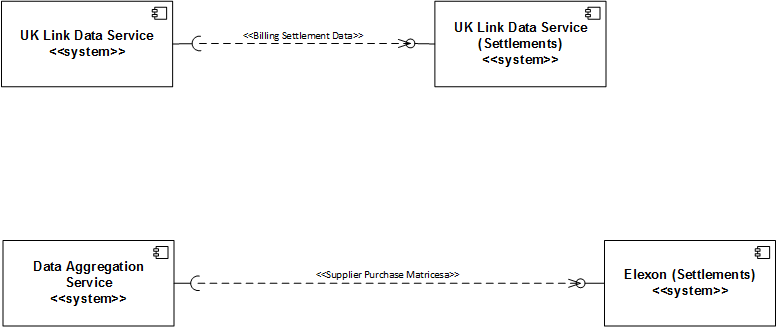 UK Link Data Service
<<system>>
<<Billing Settlement Data>>
UK Link Data Service
(Settlements)
<<system>>
Data Aggregation
Service
<<system>>
<<Supplier Purchase Matricesa>>
Elexon (Settlements)
<<system>>